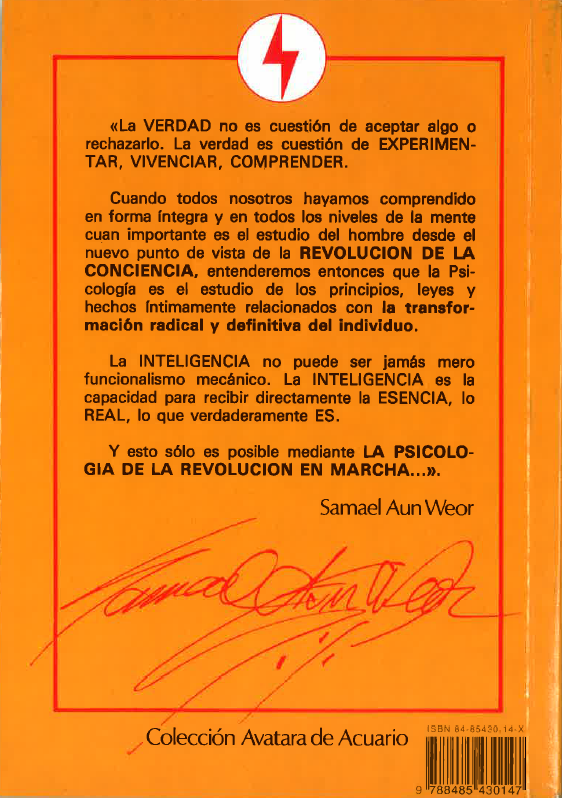 «La VERDAD no es cuestión de aceptar algo o
rechazarlo. La verdad es cuestión de EXPERIMEN-
TAR, VIVENCIAR, COMPRENDER.
Cuando todos nosotros hayamos comprendido
en forma íntegra y en todos los niveles de la mente
cuan importante es el estudio del hombre desde el
nuevo punto de vista de la REVOLUCION DE LA
CONCIENCIA, entenderemos entonces que la Psi-
cología es el estudio de los principios, leyes y
hechos íntimamente relacionados con la transfor-
mación radical y definitiva del individuo.
La INTELIGENCIA no puede ser jamás mero
funcionalismo mecánico. La INTELIGENCIA es la
capacidad para recibir directamente la ESENCIA, lo
REAL, lo que verdaderamente ES.
Y esto sólo es posible mediante LA PSICOLO-
GIA DE LA REVOLUCION EN MARCHA...».
Samael Aun Weor
Samael Aun Weor
Colección Avatara de Acuario
ISBN 84-85430.14-X
9 788485 430147